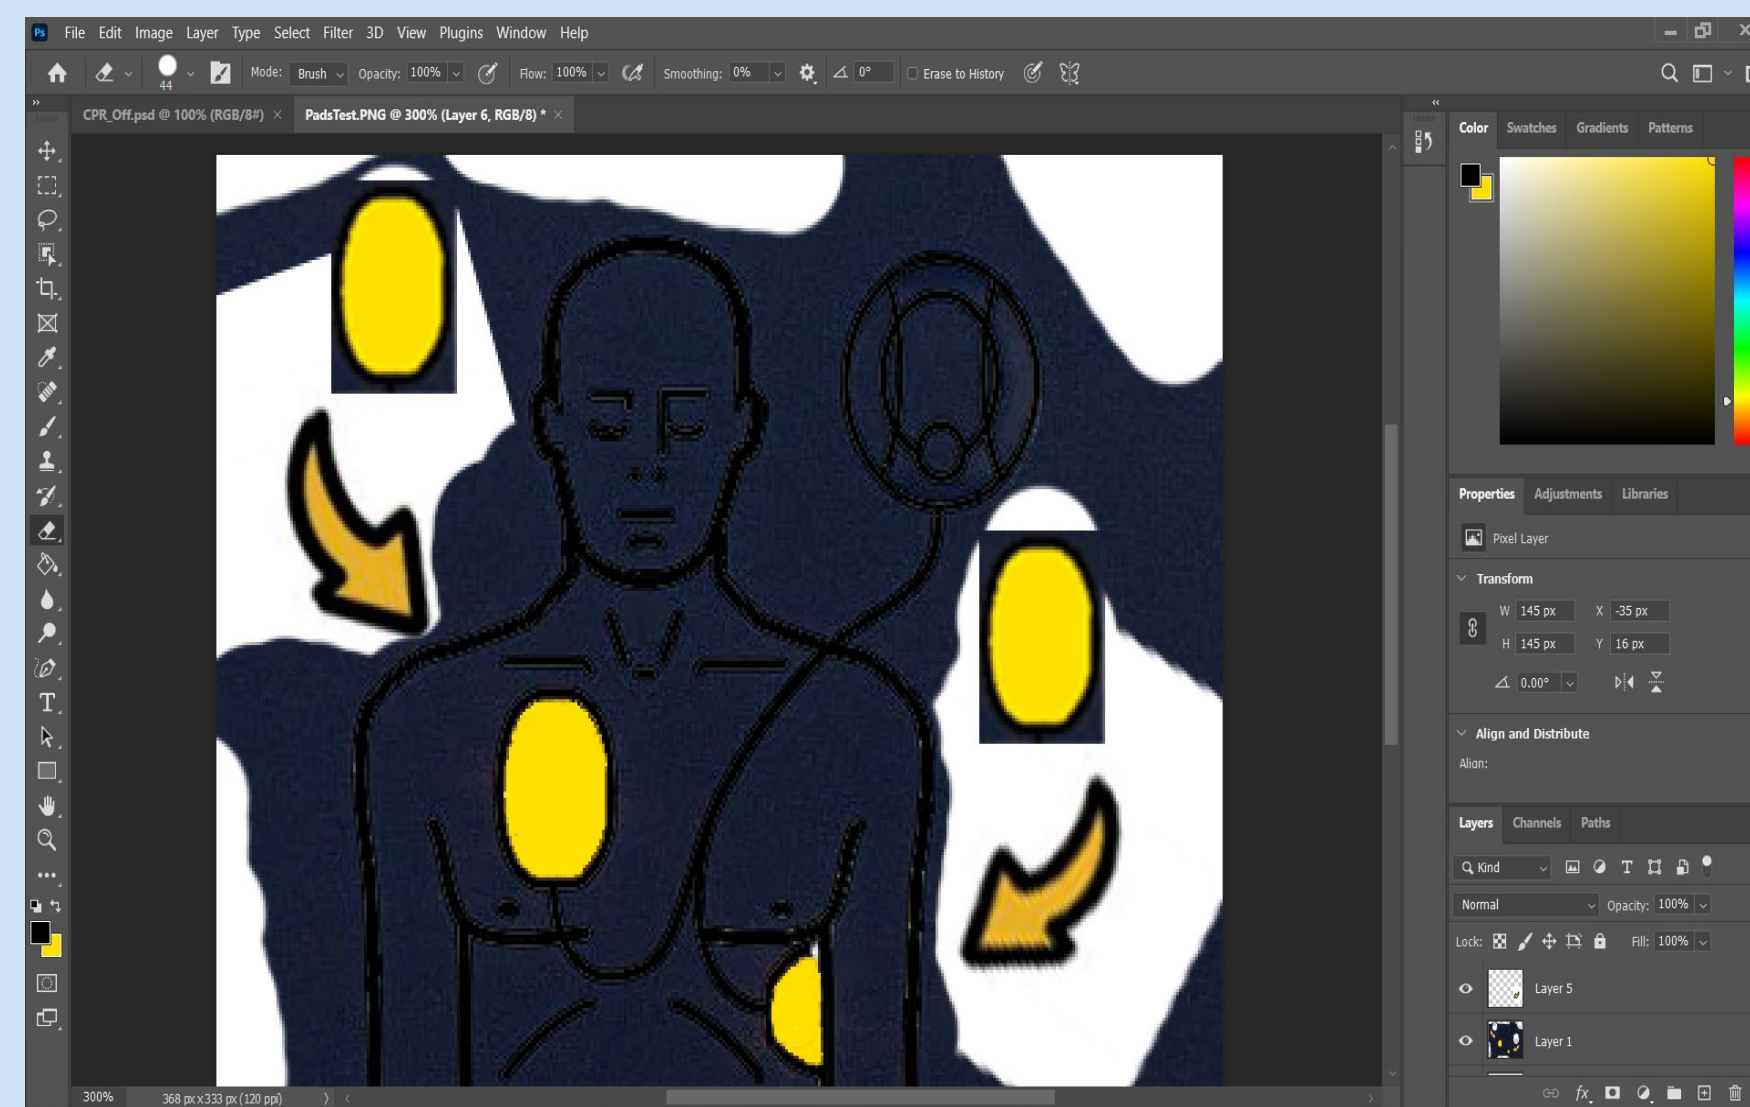 Ps File Edit Image Layer Type Select Filter 3D View Plugins Window Help
44 Mode: Brush Opacity: 100% Flow: 100% Smoothing: 0% 0° Erase to History
CPR_Off.psd @ 100% (RGB/8#) × PadsTest.PNG @ 300% (Layer 6, RGB/8) * ×
Color Swatches Gradients Patterns
Properties Adjustments Libraries
Pixel Layer
Transform
W 145 px X -35 px
H 145 px Y 16 px
0.00°
Align and Distribute
Align:
Layers Channels Paths
Kind
Normal Opacity: 100%
Lock: Fill: 100%
Layer 5
Layer 1
300% 368 px x 333 px (120 ppi)